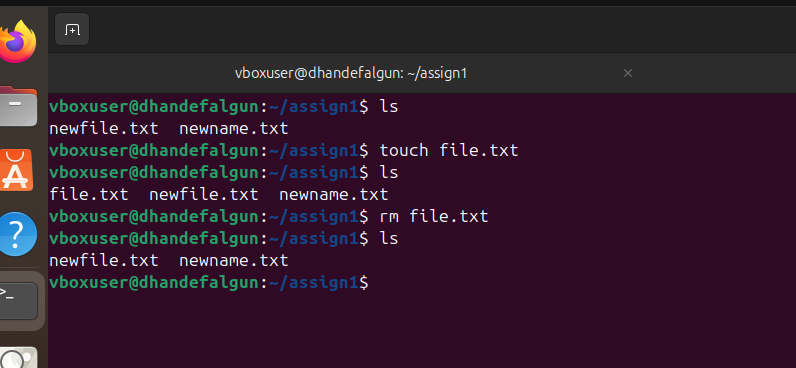 vboxuser@dhandefalgun: ~/assign1
vboxuser@dhandefalgun:~/assign1$ ls
newfile.txt  newname.txt
vboxuser@dhandefalgun:~/assign1$ touch file.txt
vboxuser@dhandefalgun:~/assign1$ ls
file.txt  newfile.txt  newname.txt
vboxuser@dhandefalgun:~/assign1$ rm file.txt
vboxuser@dhandefalgun:~/assign1$ ls
newfile.txt  newname.txt
vboxuser@dhandefalgun:~/assign1$